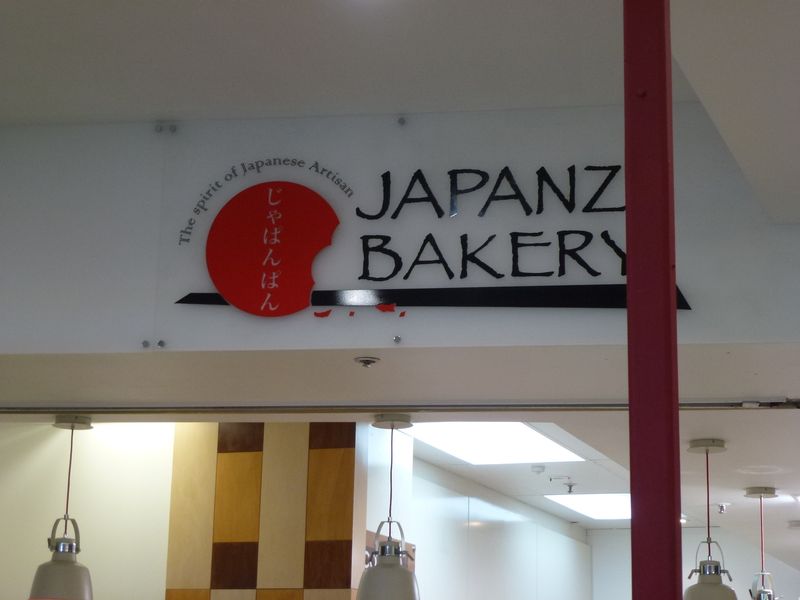 The spirit of Japanese Artisan
じゃぱんぱん
JAPANZ
BAKERY